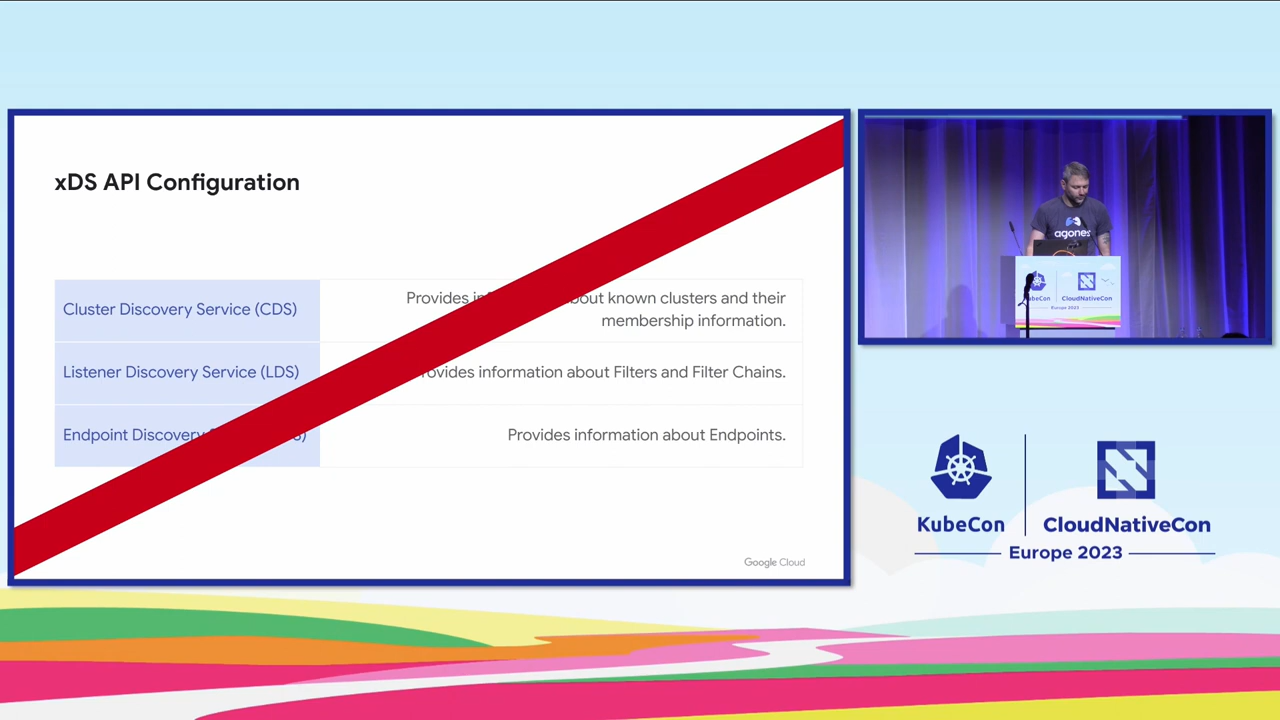 xDS API Configuration
Cluster Discovery Service (CDS)
Provides about known clusters and their
membership information.
Listener Discovery Service (LDS)
information about Filters and Filter Chains.
Endpoint Discovery
Provides information about Endpoints.
Google Cloud
agones
KubeCon
CloudNativeCon
Europe 2023
KubeCon
CloudNativeCon
Europe 2023